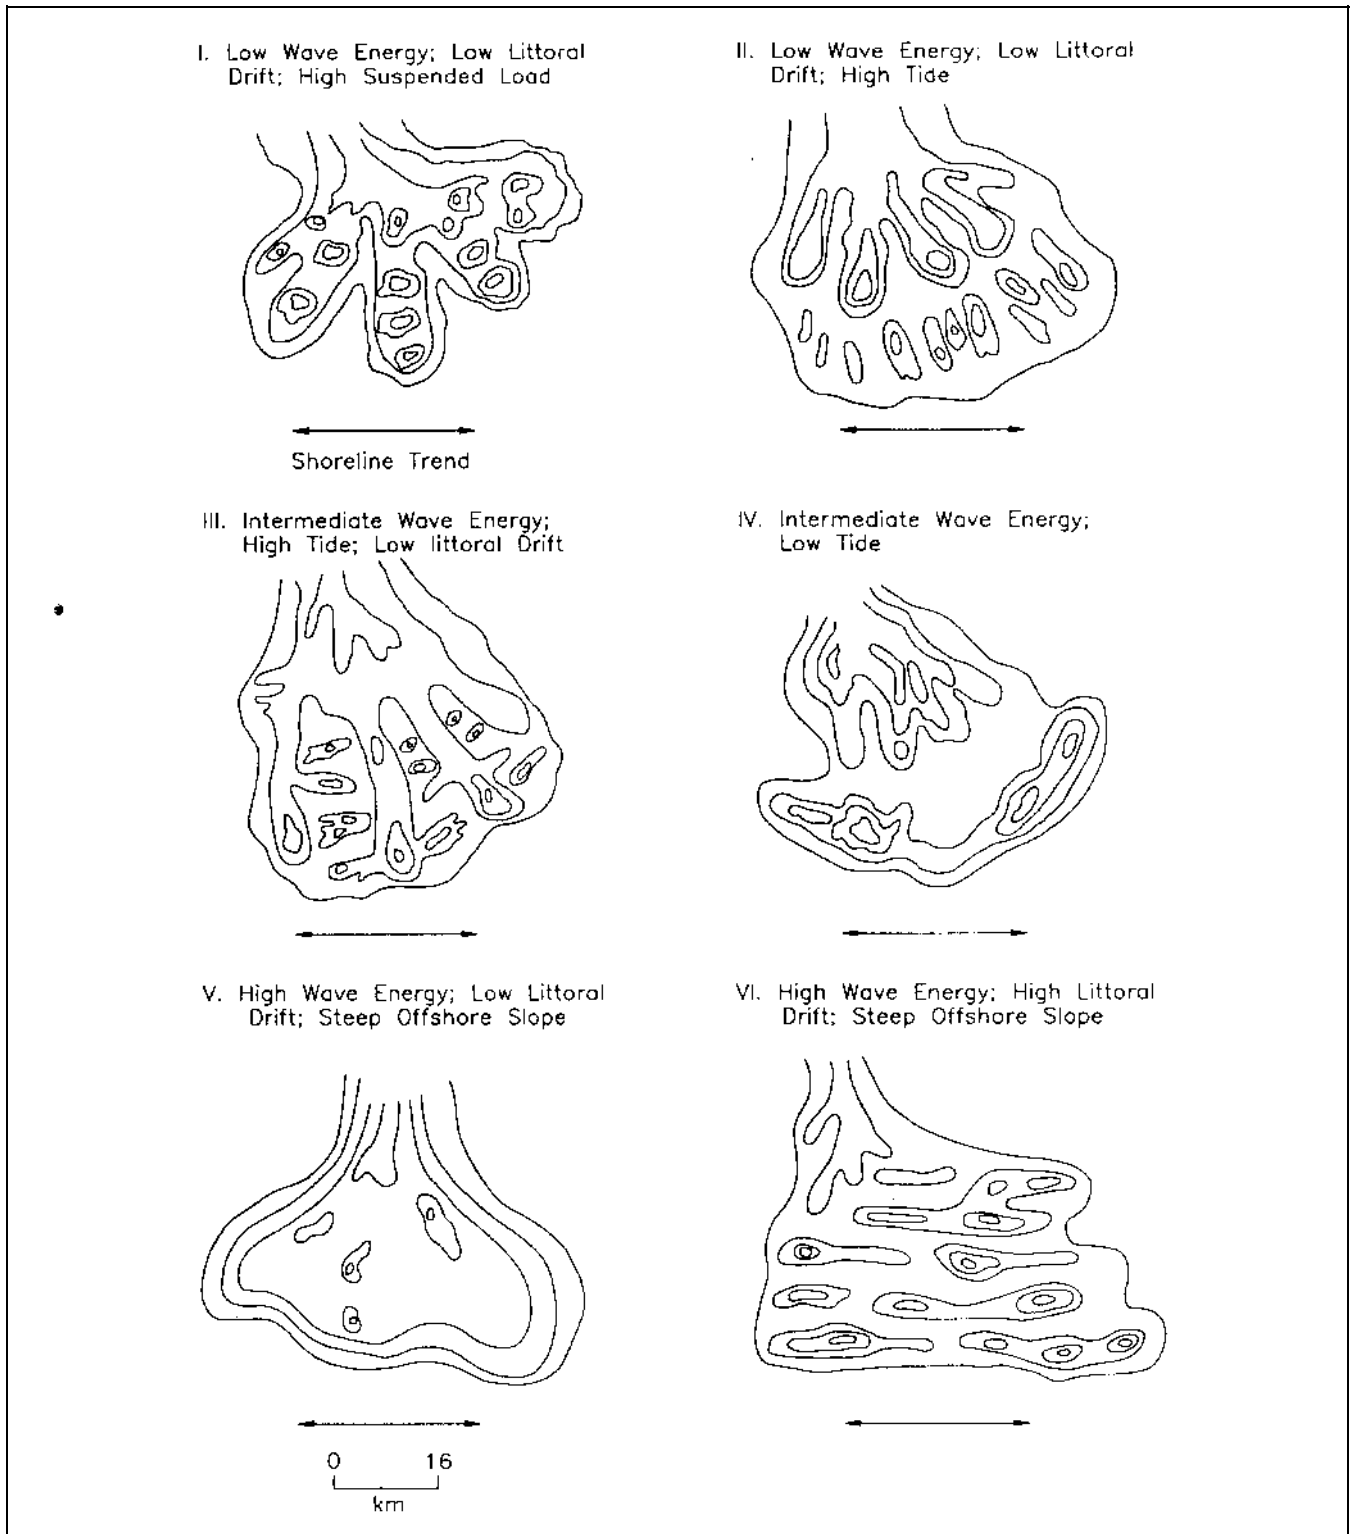 I. Low Wave Energy; Low Littoral
Drift; High Suspended Load
II. Low Wave Energy; Low Littoral
Drift; High Tide
Shoreline Trend
III. Intermediate Wave Energy;
High Tide; Low littoral Drift
IV. Intermediate Wave Energy;
Low Tide
V. High Wave Energy; Low Littoral
Drift; Steep Offshore Slope
VI. High Wave Energy; High Littoral
Drift; Steep Offshore Slope
0 16
km